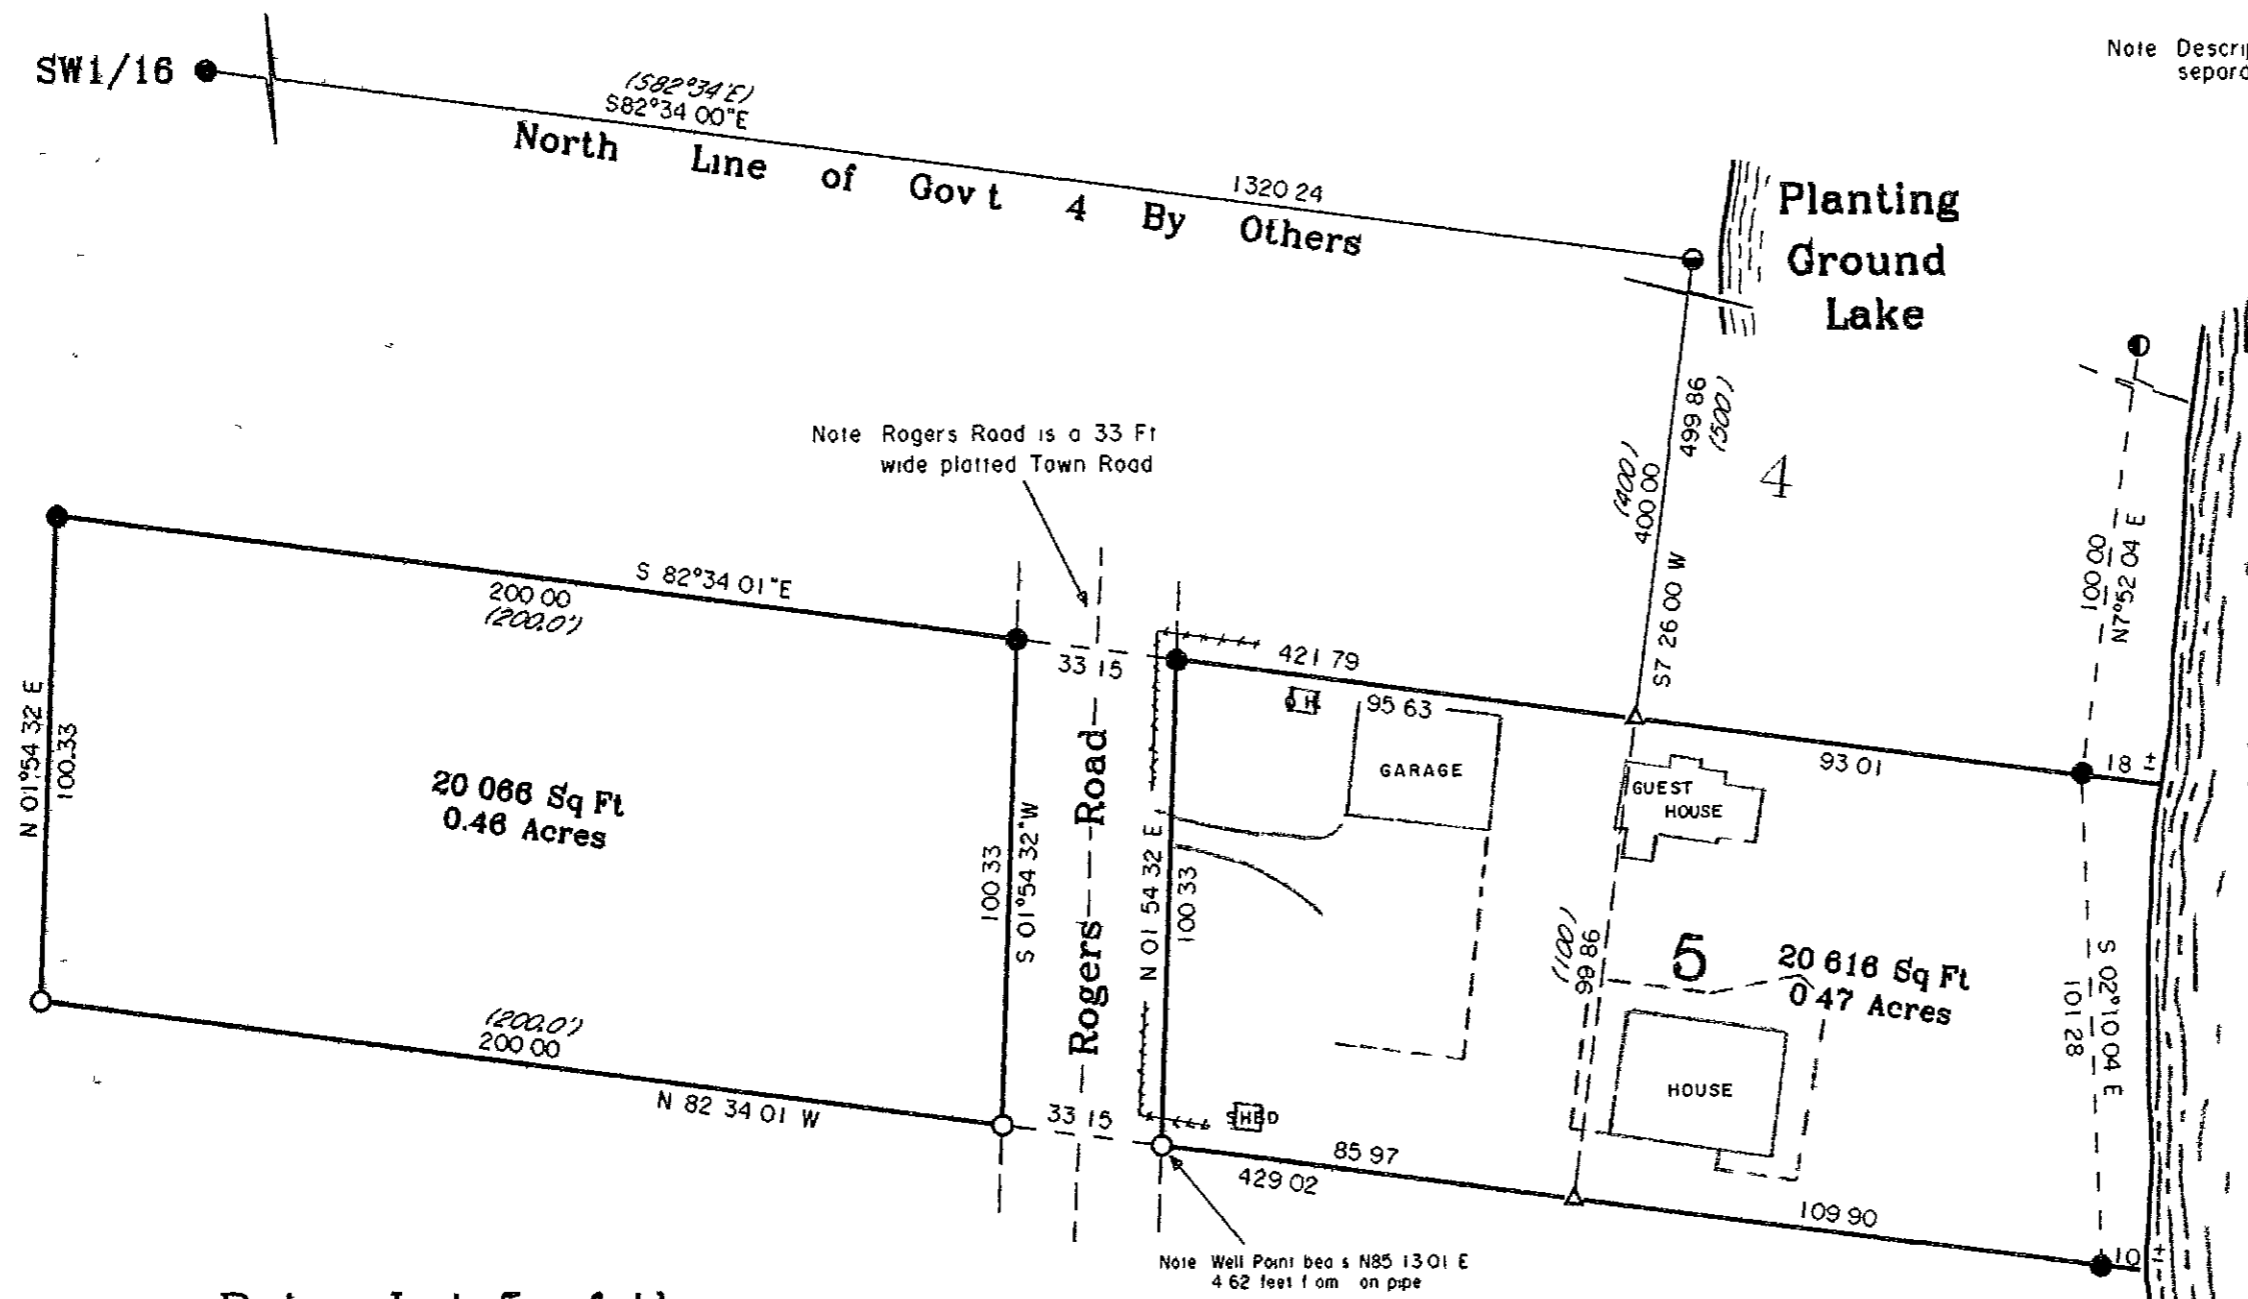 Note Descrip
separa
SW1/16
(S82°34'E)
S82°34 00"E
1320 24
North Line of Gov t 4 By Others
Planting
Ground
Lake
Note Rogers Road is a 33 Ft
wide platted Town Road
(400)
400 00
499 86
(500)
S7 26 00 W
4
100 00
N7°52 04 E
S 82°34 01"E
200 00
(200.0')
33 15
421 79
95 63
O H
GARAGE
93 01
18 ±
GUEST
HOUSE
N 01°54 32 E
100.33
20 066 Sq Ft
0.46 Acres
100 33
S 01°54 32"W
Rogers Road
N 01 54 32 E
100 33
(100)
99 86
5
20 616 Sq Ft
0 47 Acres
S 02°10 04 E
101 28
HOUSE
(200.0')
200 00
N 82 34 01 W
33 15
SHED
85 97
429 02
109 90
10 ±
Note Well Point bea s N85 13 01 E
4 62 feet f om on pipe